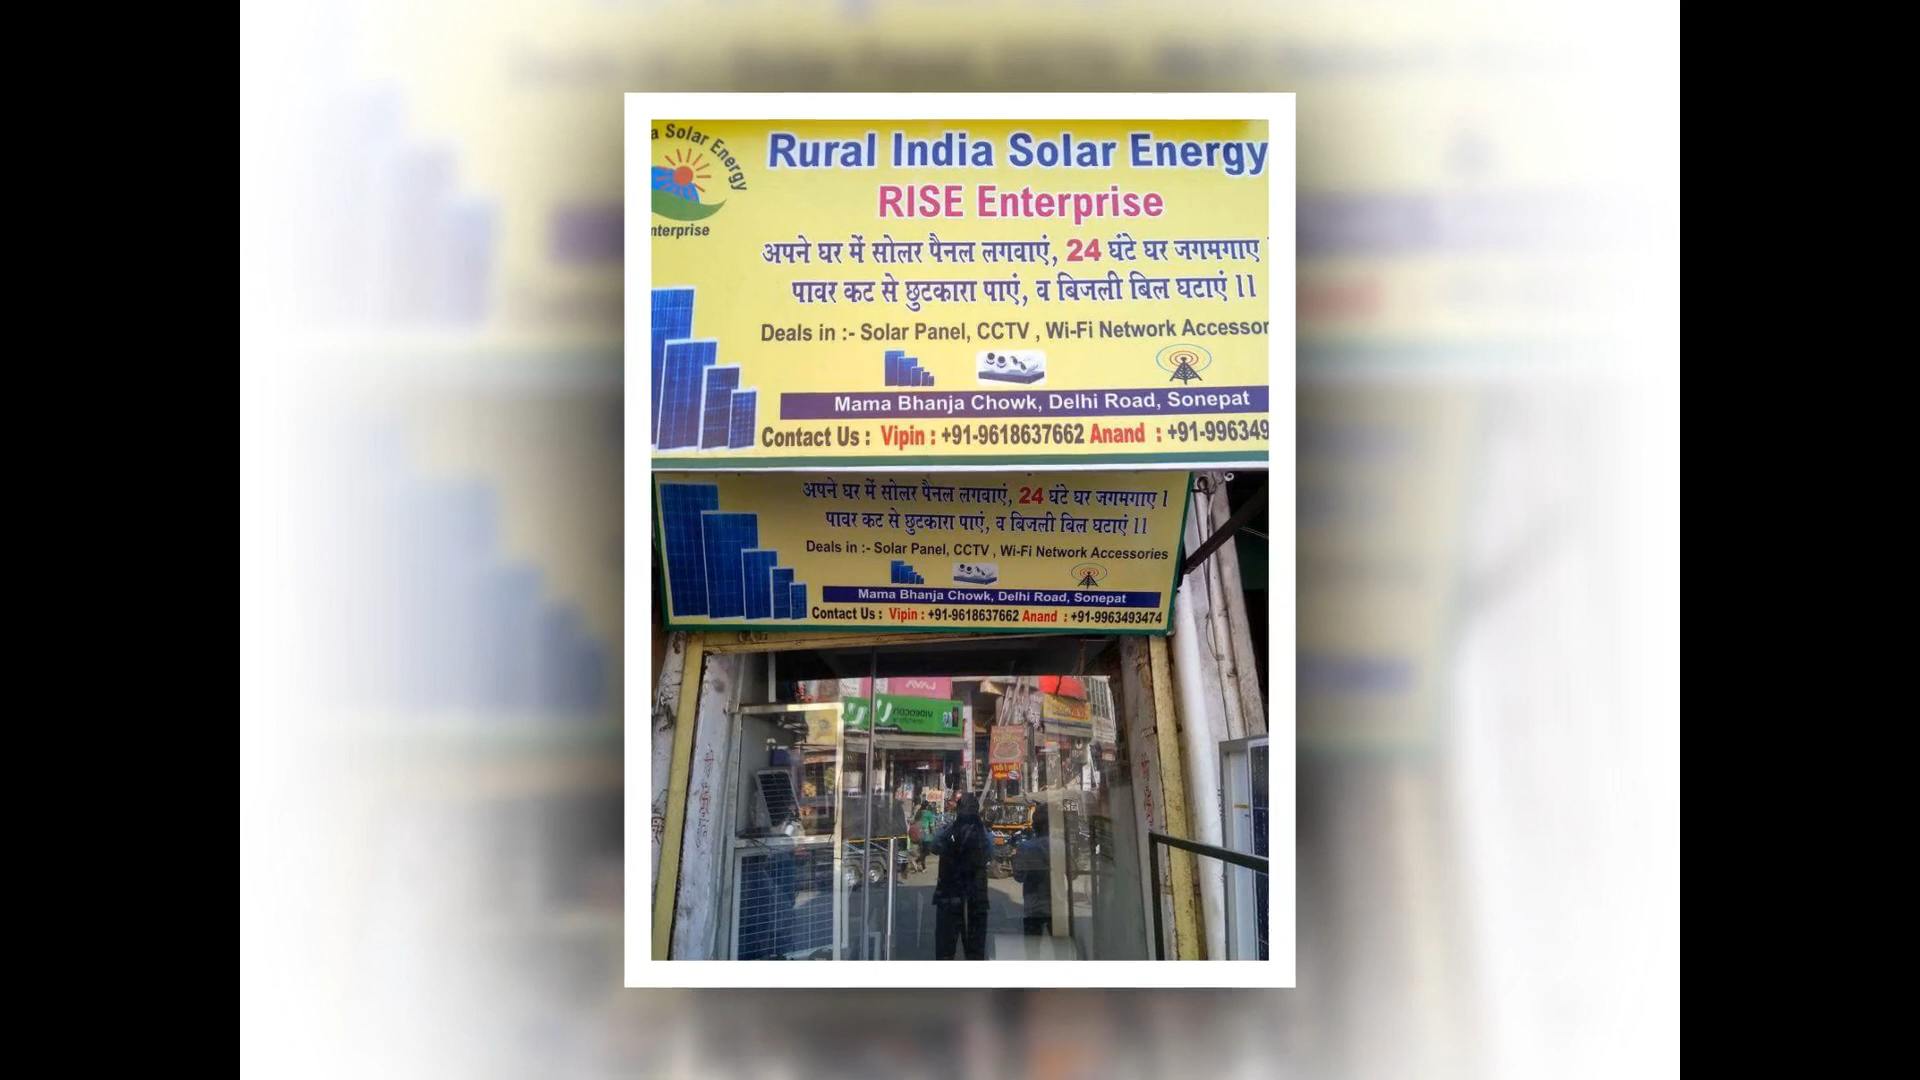 a Solar Energy
nterprise
Rural India Solar Energy
RISE Enterprise
अपने घर में सोलर पैनल लगवाएं, 24 घंटे घर जगमगाए
पावर कट से छुटकारा पाएं, व बिजली बिल घटाएं ।।
Deals in :- Solar Panel, CCTV , Wi-Fi Network Accessor
Mama Bhanja Chowk, Delhi Road, Sonepat
Contact Us : Vipin : +91-9618637662 Anand : +91-996349
अपने घर में सोलर पैनल लगवाएं, 24 घंटे घर जगमगाए ।
पावर कट से छुटकारा पाएं, व बिजली बिल घटाएं ।।
Deals in :- Solar Panel, CCTV , Wi-Fi Network Accessories
Mama Bhanja Chowk, Delhi Road, Sonepat
Contact Us : Vipin : +91-9618637662 Anand : +91-9963493474
VIDEOCON